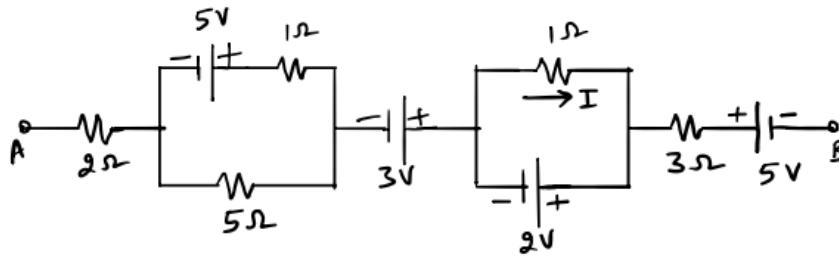 5V 1Ω 1Ω
- + → I
A 2Ω - + 3V + - B
5Ω 3Ω 5V
- + 2V